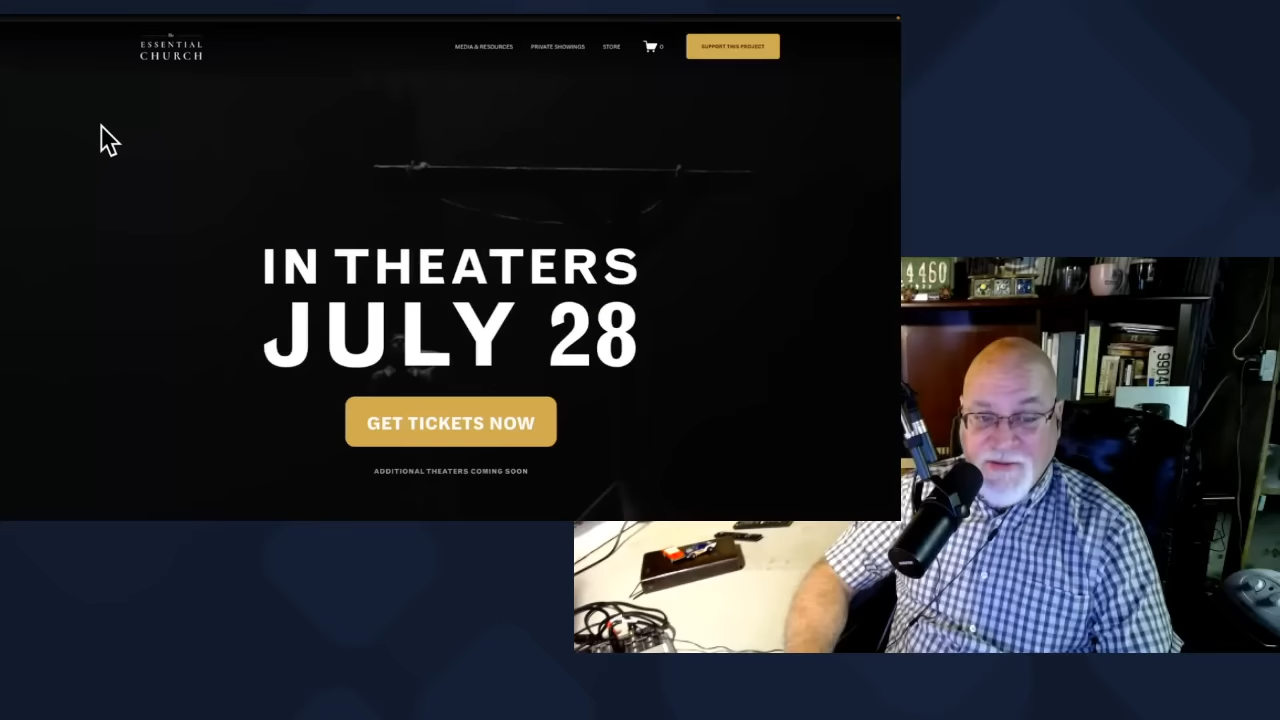 The
ESSENTIAL
CHURCH
MEDIA & RESOURCES
PRIVATE SHOWINGS
STORE
0
SUPPORT THIS PROJECT
IN THEATERS
JULY 28
GET TICKETS NOW
ADDITIONAL THEATERS COMING SOON
4460
9904